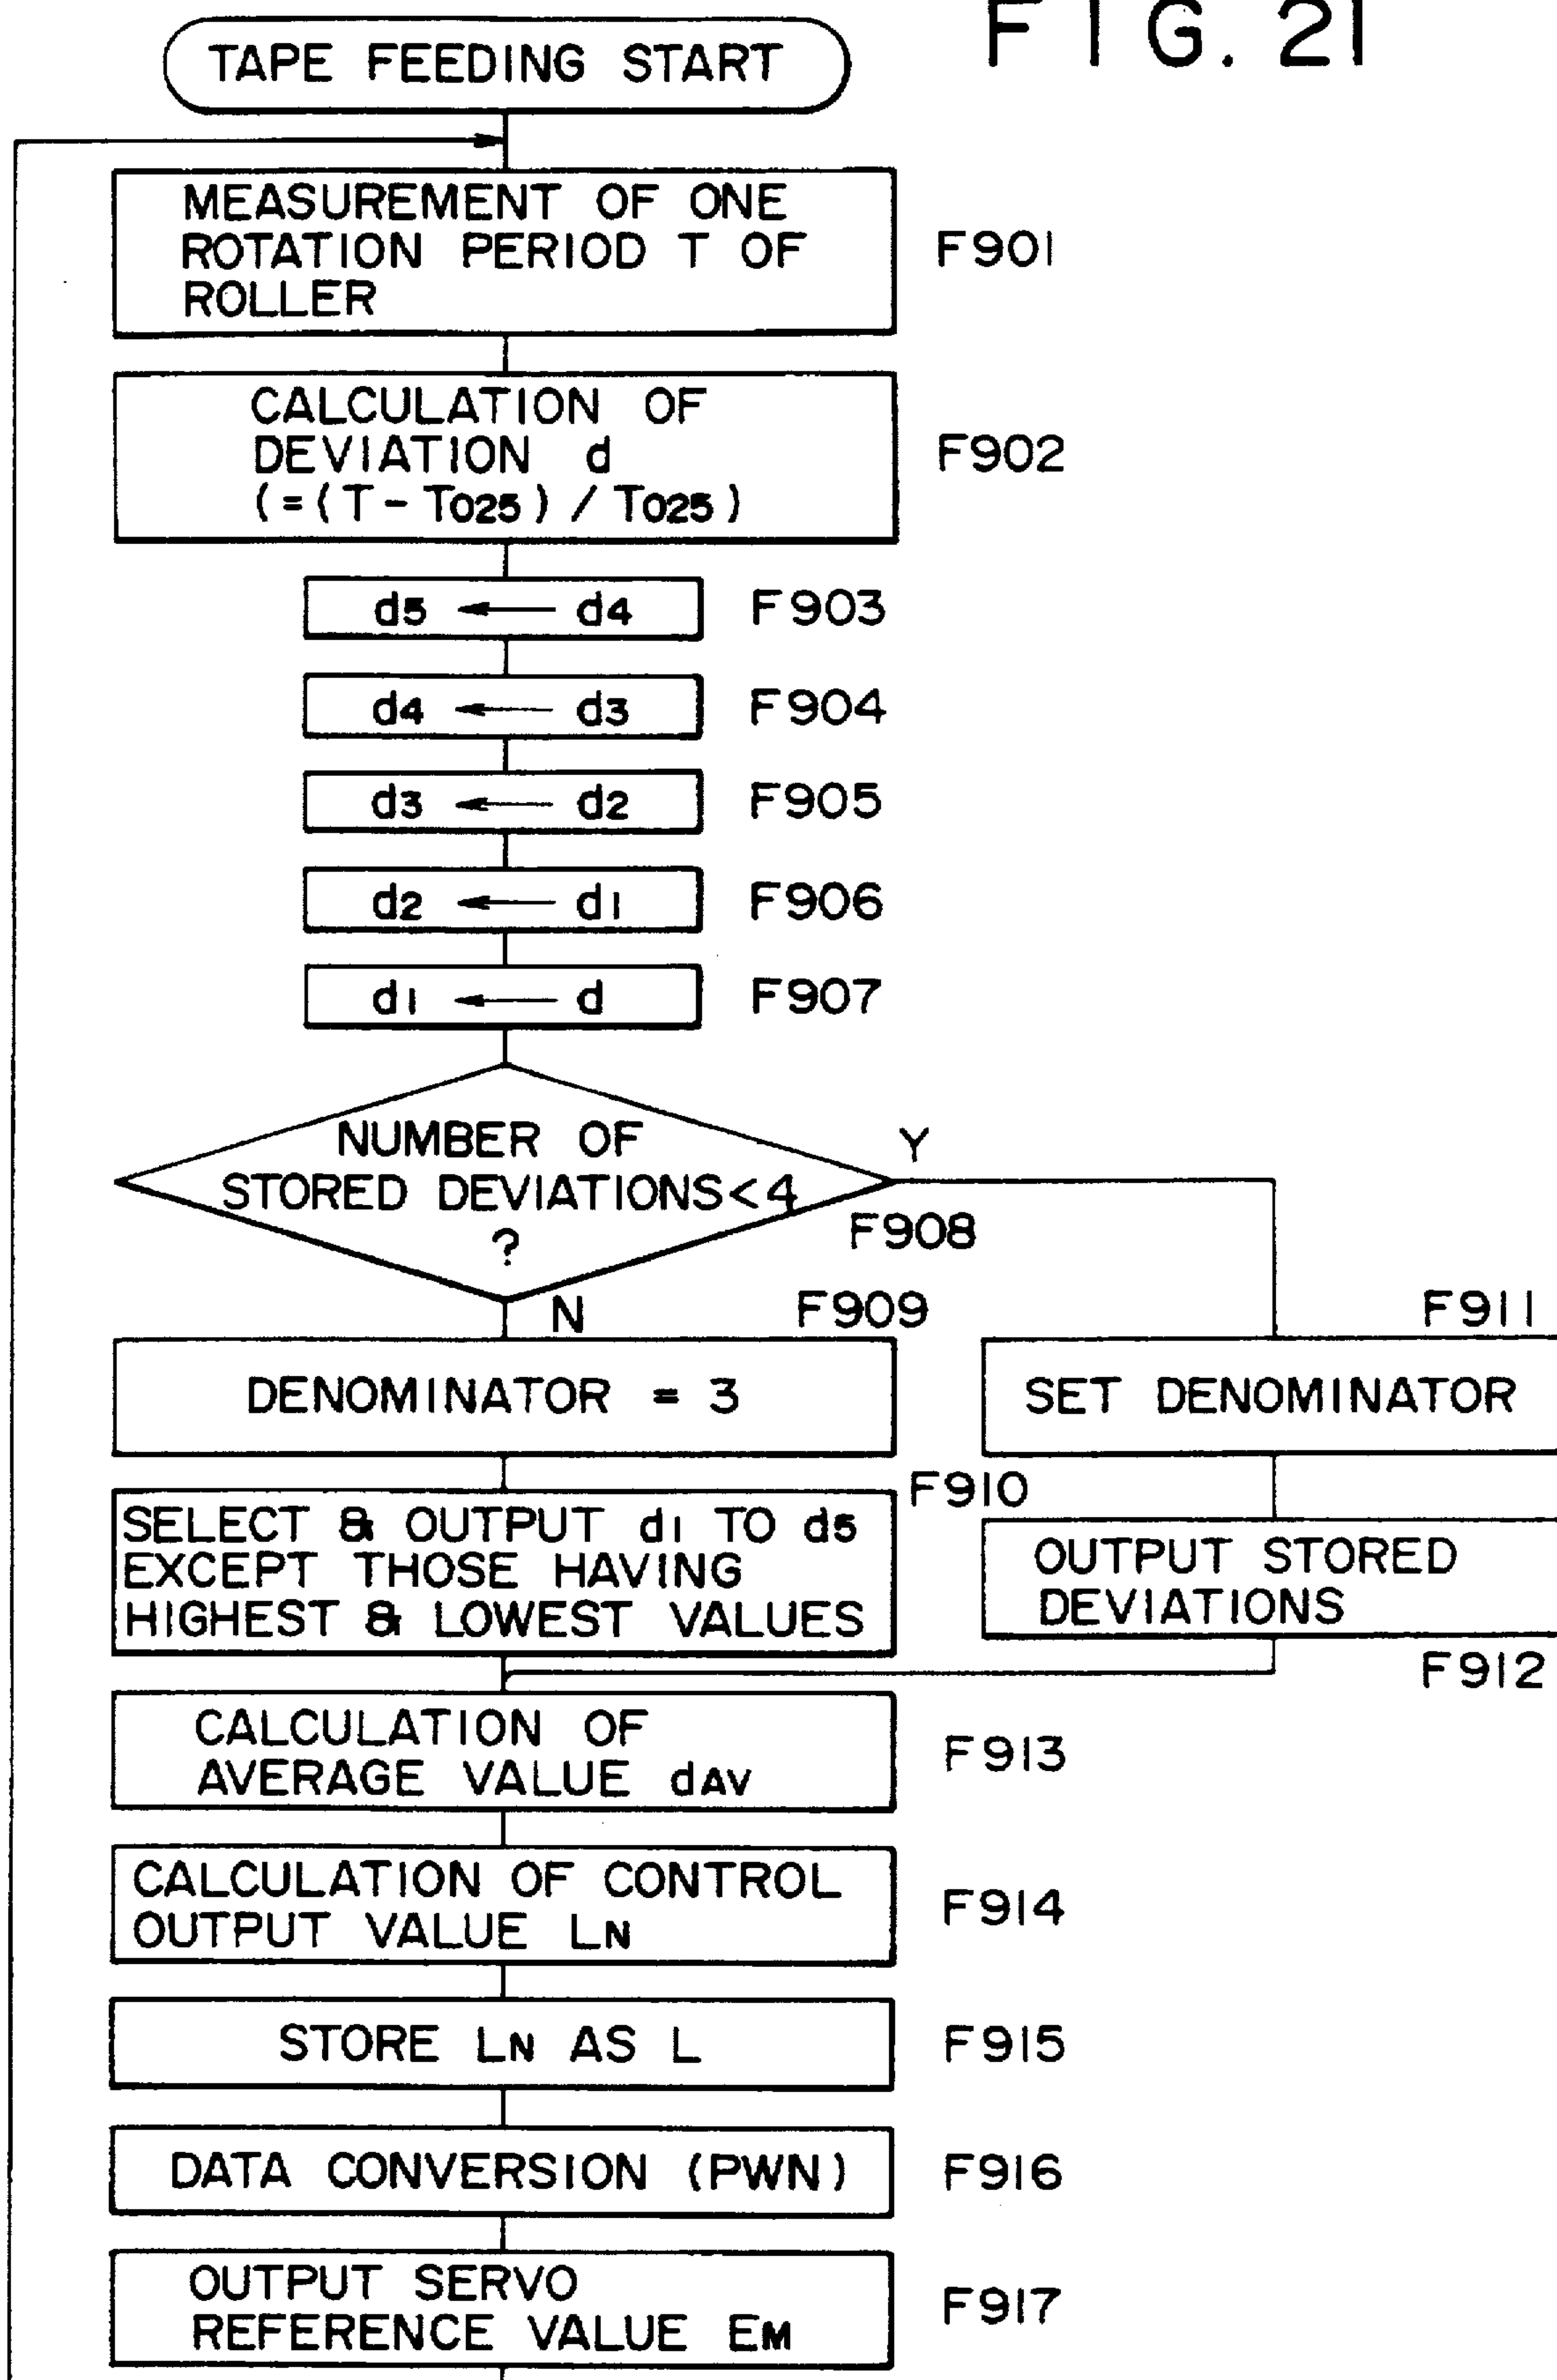 FIG. 21
TAPE FEEDING START
MEASUREMENT OF ONE
ROTATION PERIOD T OF
ROLLER
F901
CALCULATION OF
DEVIATION d
(=(T-T025)/T025)
F902
d5 ← d4
F903
d4 ← d3
F904
d3 ← d2
F905
d2 ← d1
F906
d1 ← d
F907
NUMBER OF
STORED DEVIATIONS<4
?
Y
F908
N
F909
DENOMINATOR = 3
F911
SET DENOMINATOR
F910
SELECT & OUTPUT d1 TO d5
EXCEPT THOSE HAVING
HIGHEST & LOWEST VALUES
OUTPUT STORED
DEVIATIONS
F912
CALCULATION OF
AVERAGE VALUE dAV
F913
CALCULATION OF CONTROL
OUTPUT VALUE LN
F914
STORE LN AS L
F915
DATA CONVERSION (PWN)
F916
OUTPUT SERVO
REFERENCE VALUE EM
F917